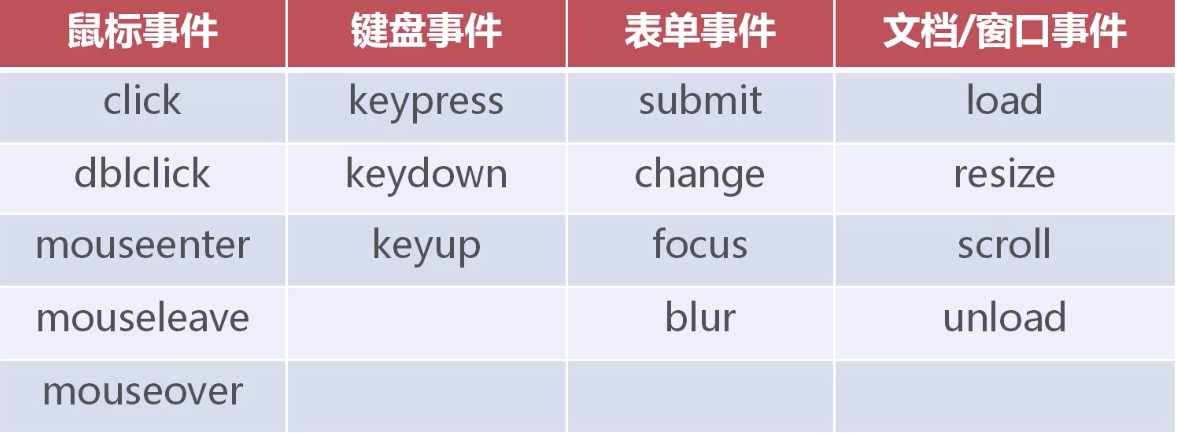 鼠标事件 键盘事件 表单事件 文档/窗口事件
click keypress submit load
dblclick keydown change resize
mouseenter keyup focus scroll
mouseleave blur unload
mouseover